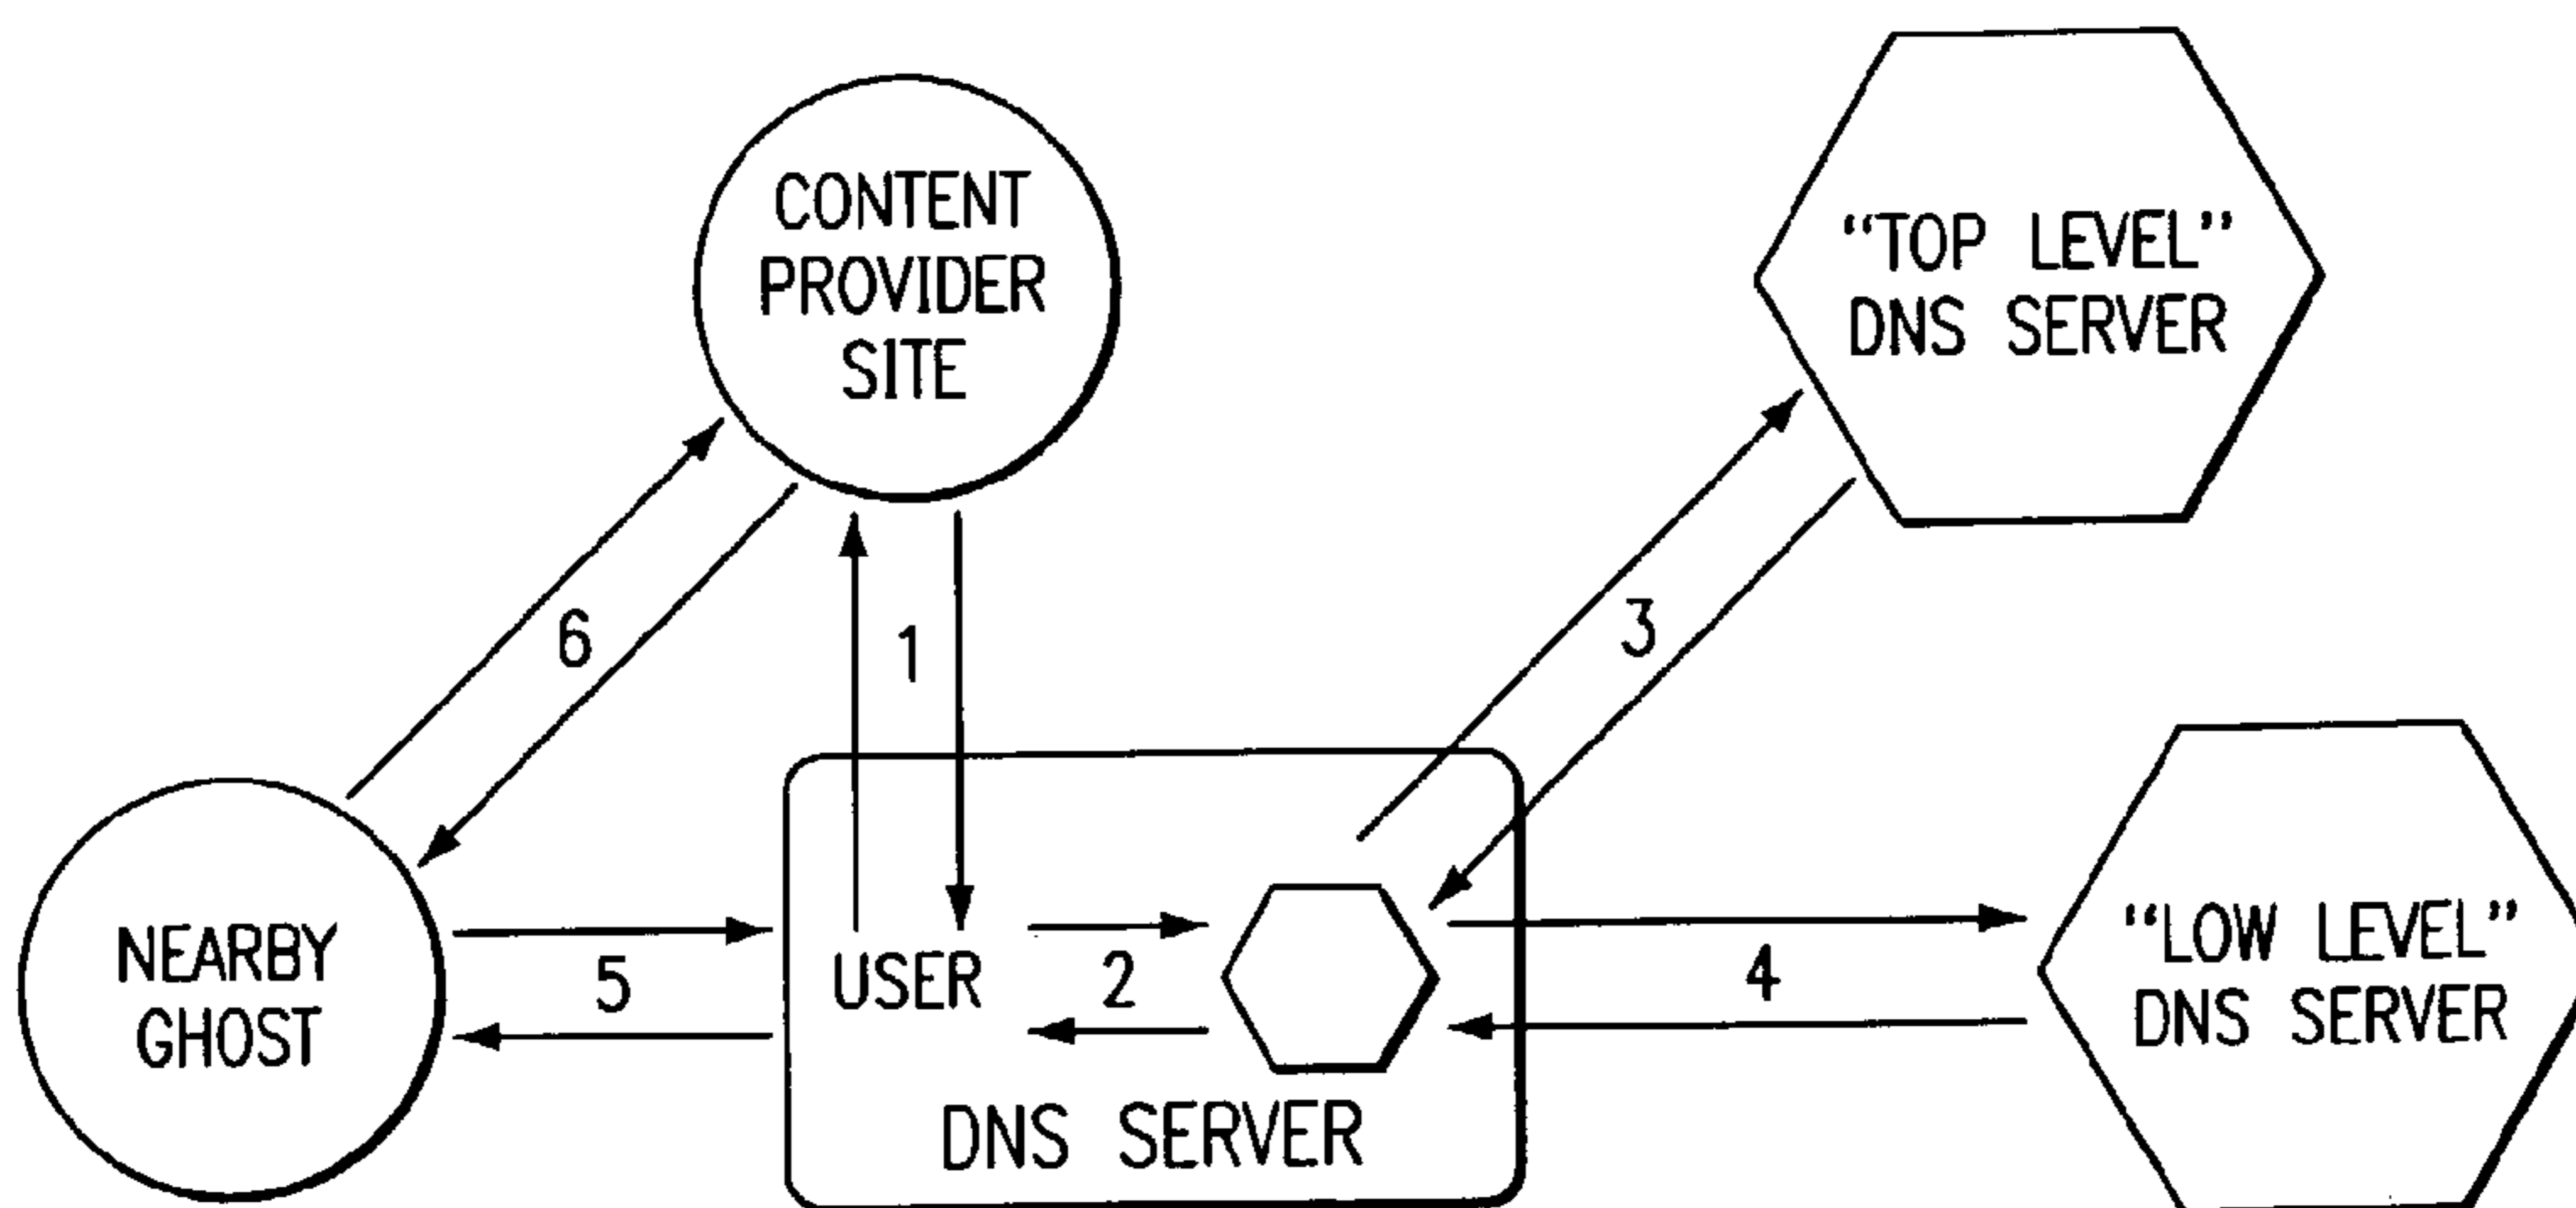 CONTENT
PROVIDER
SITE
“TOP LEVEL”
DNS SERVER
6
1
3
NEARBY
GHOST
5
USER
2
4
“LOW LEVEL”
DNS SERVER
DNS SERVER